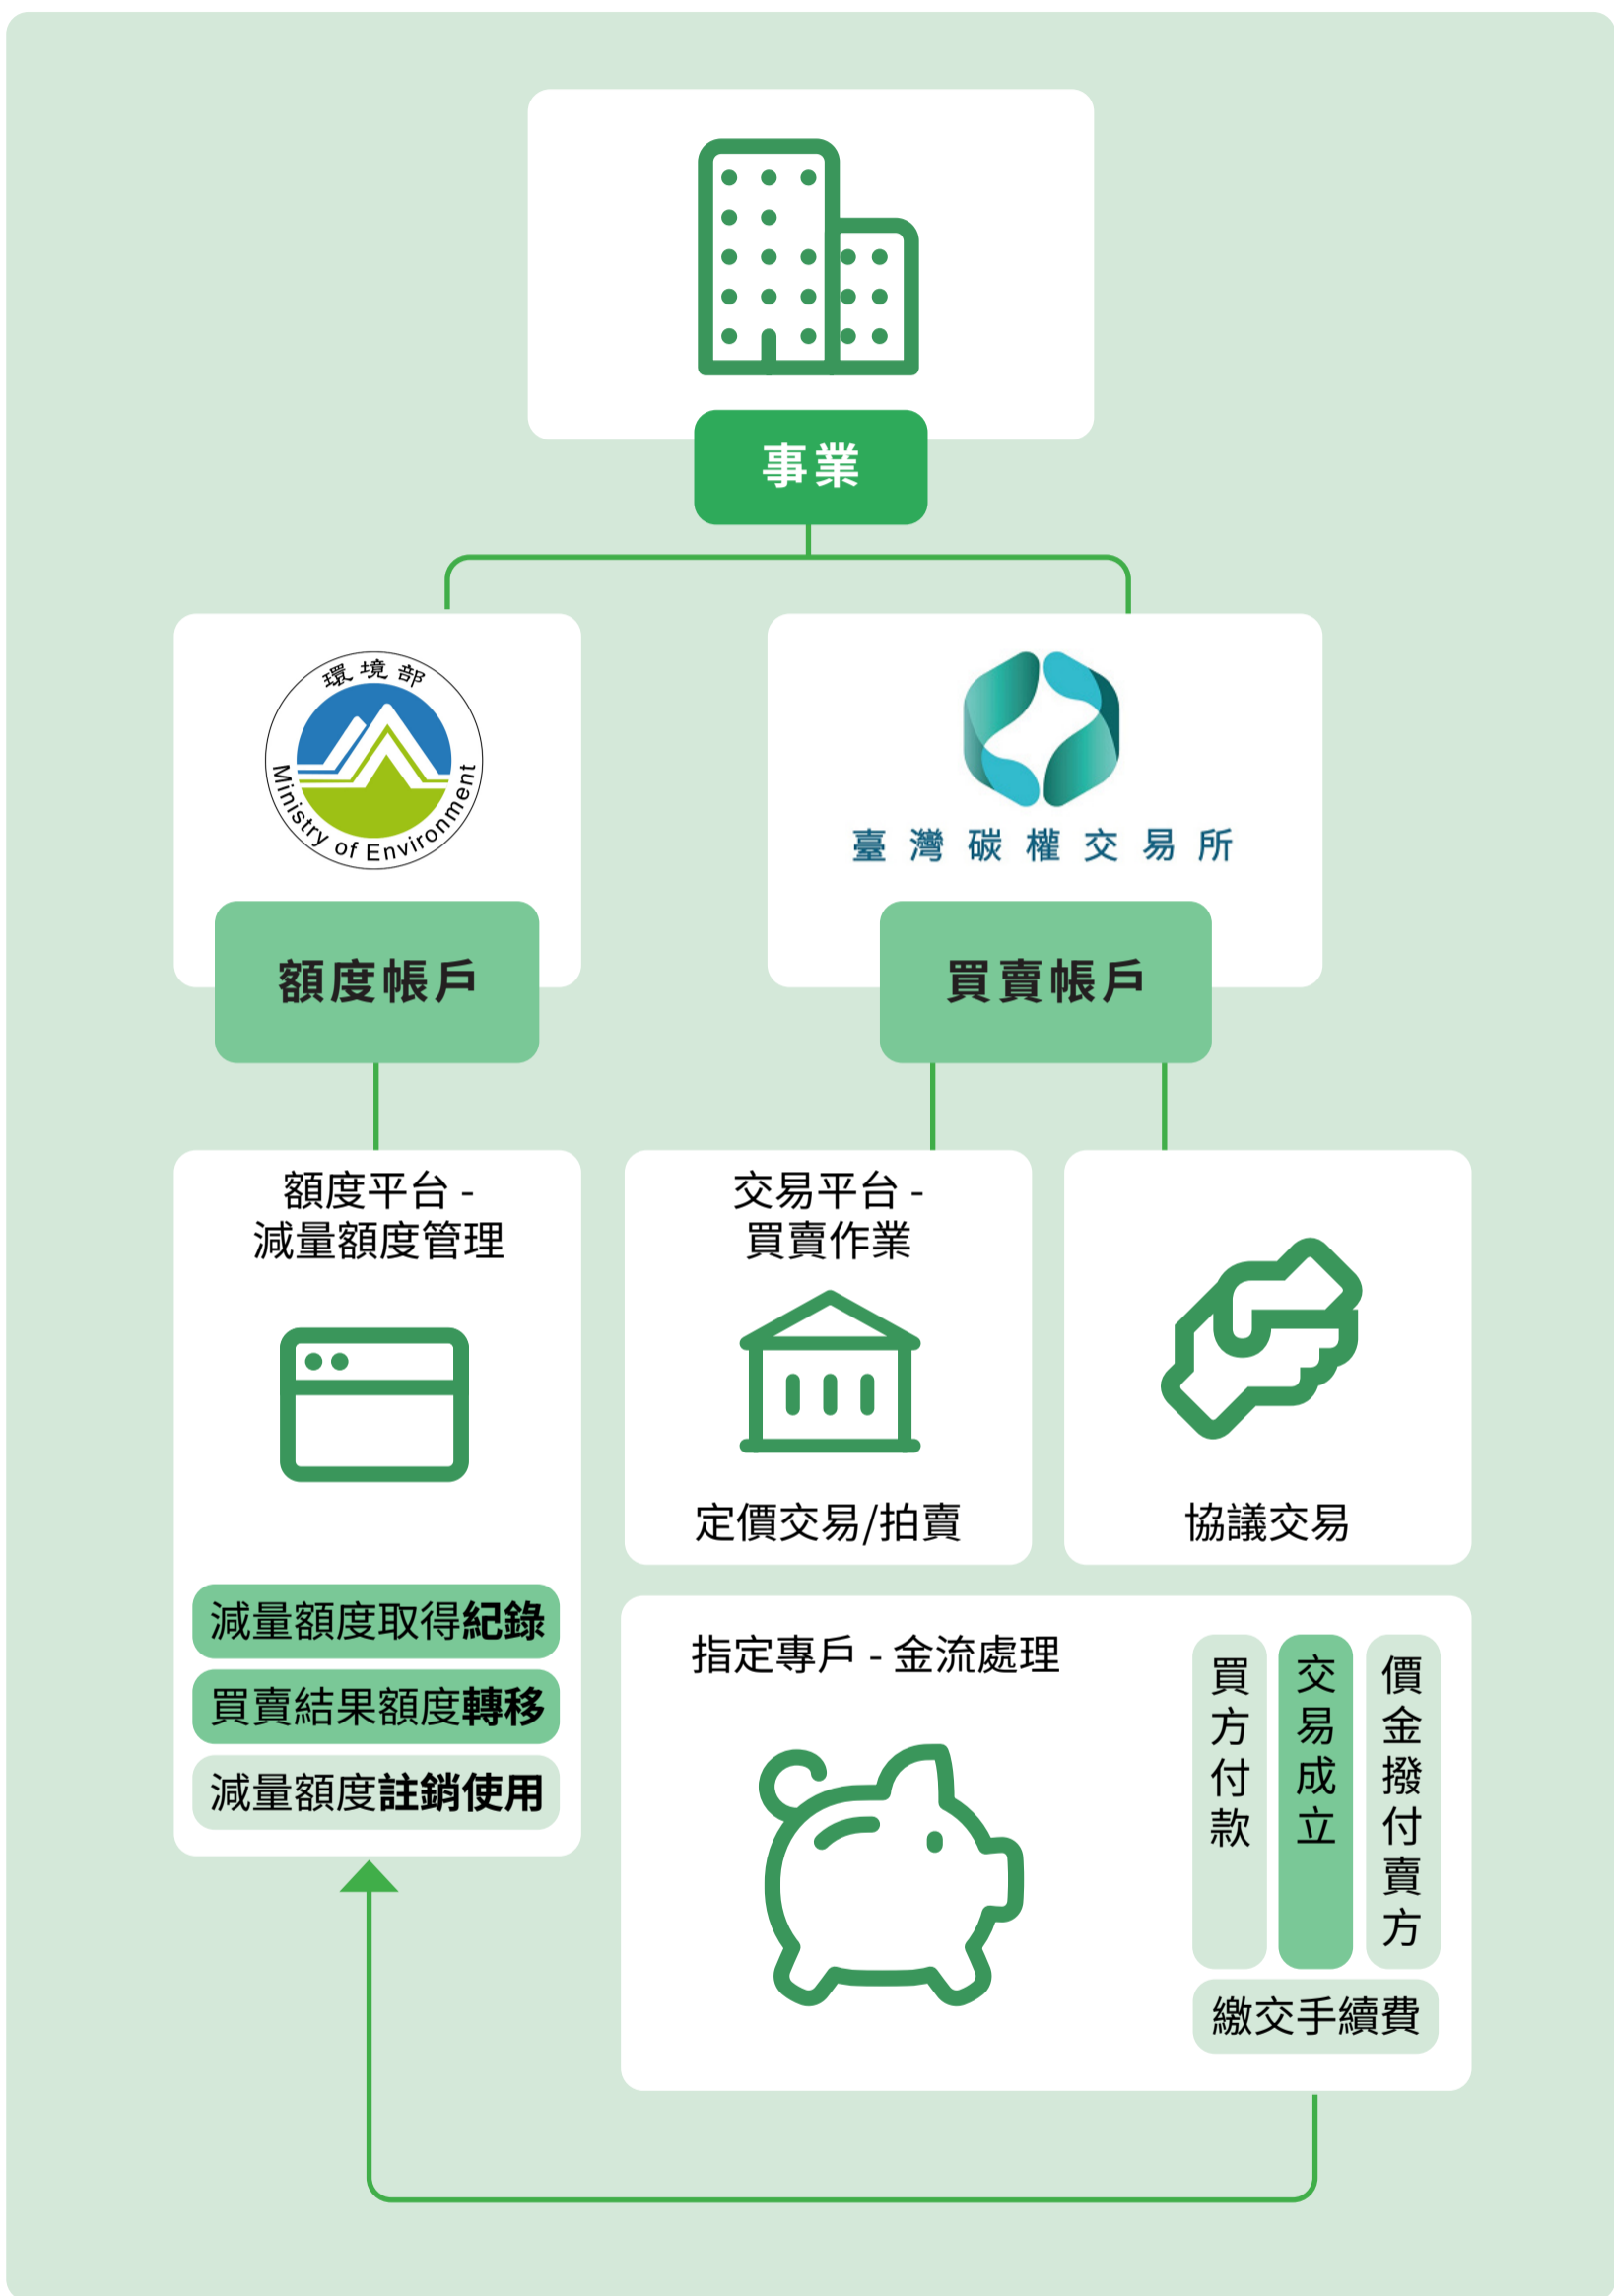 事業
環境部
Ministry of Environment
額度帳戶
臺灣碳權交易所
買賣帳戶
額度平台 -
減量額度管理
減量額度取得紀錄
買賣結果額度轉移
減量額度註銷使用
交易平台 -
買賣作業
定價交易/拍賣
協議交易
指定專戶 - 金流處理
買方付款
交易成立
價金撥付賣方
繳交手續費